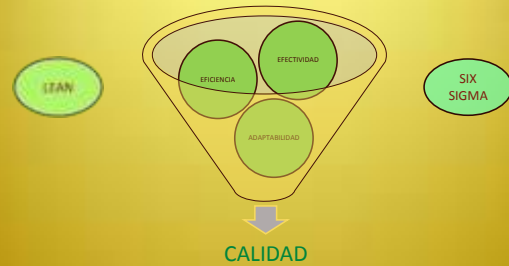 EFECTIVIDAD
EFICIENCIA
LEAN
SIX
SIGMA
ADAPTABILIDAD
CALIDAD